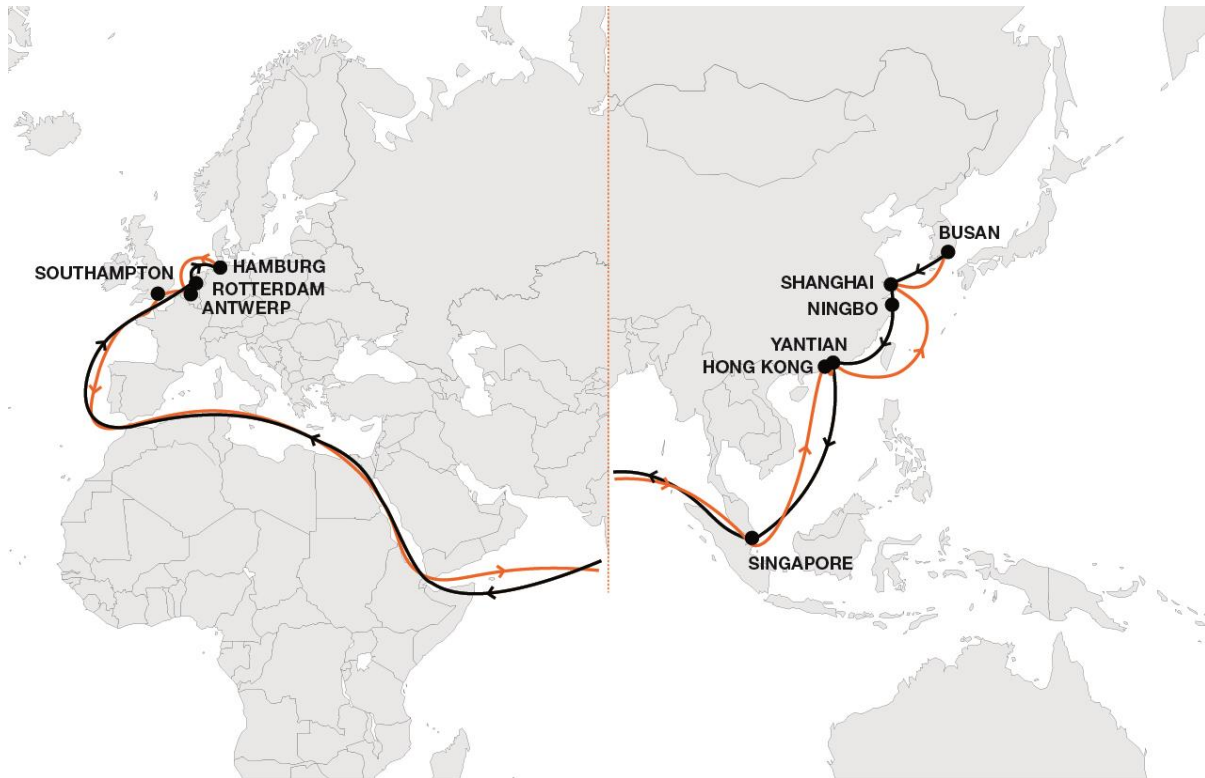 SOUTHAMPTON
HAMBURG
ROTTERDAM
ANTWERP
BUSAN
SHANGHAI
NINGBO
YANTIAN
HONG KONG
SINGAPORE